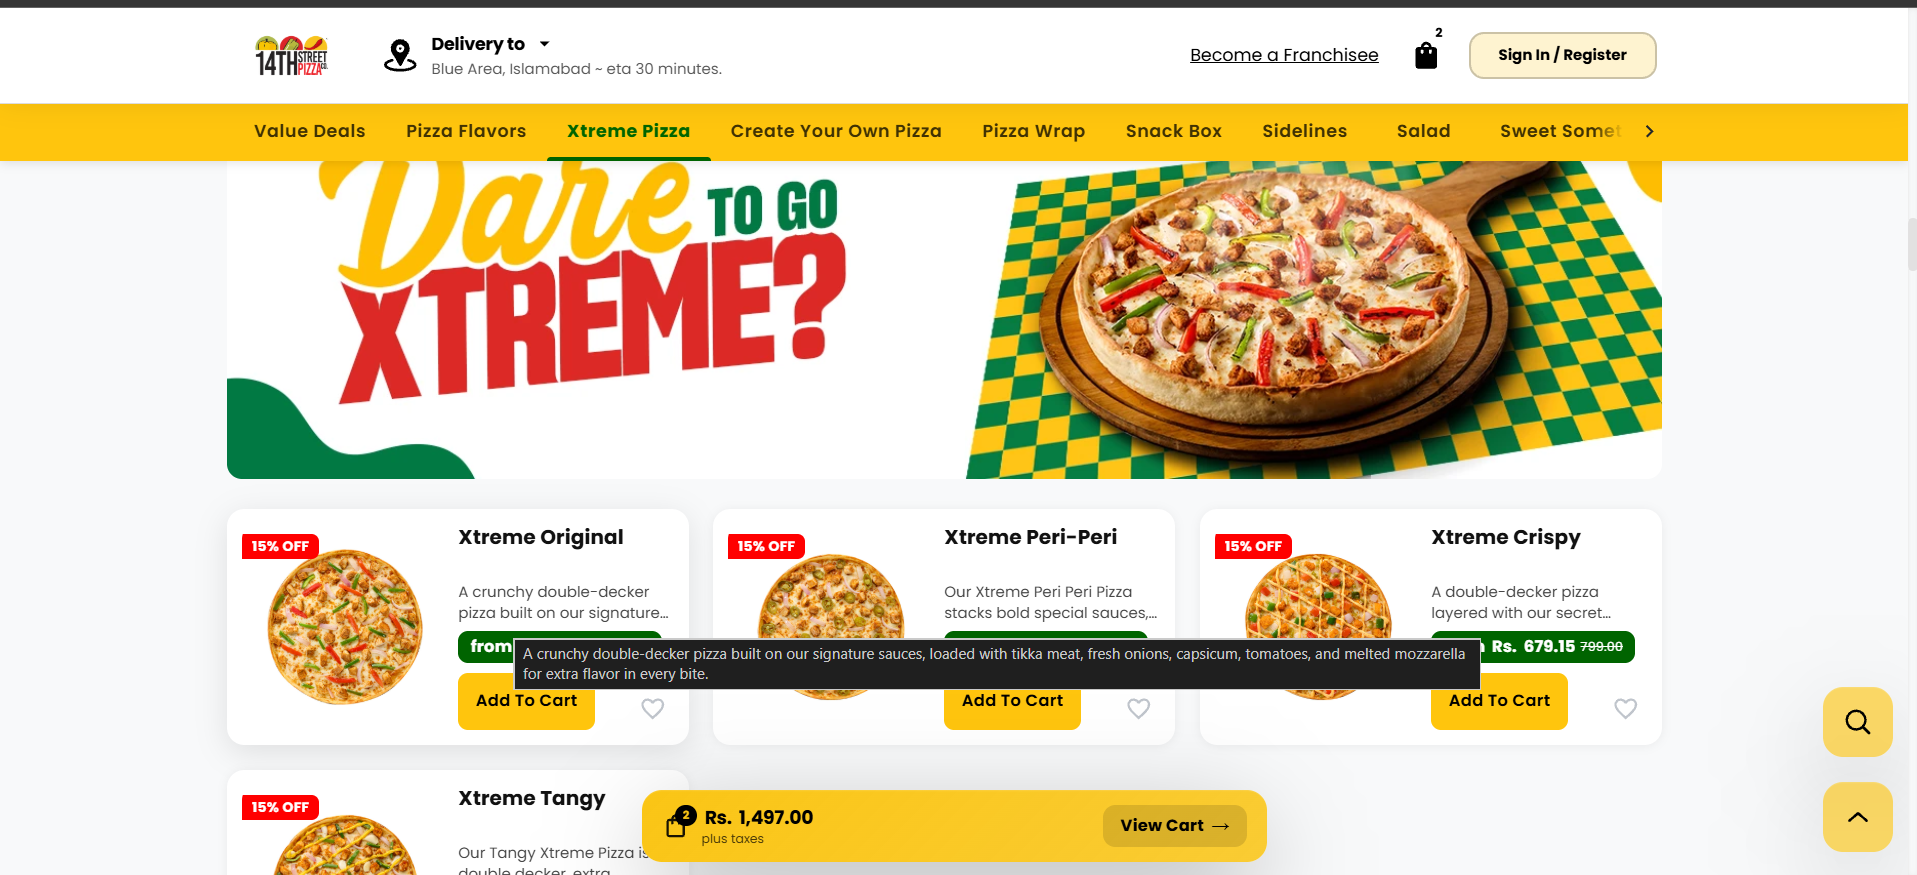 14TH STREET PIZZA CO.
Delivery to
Blue Area, Islamabad ~ eta 30 minutes.
Become a Franchisee
2
Sign In / Register
Value Deals
Pizza Flavors
Xtreme Pizza
Create Your Own Pizza
Pizza Wrap
Snack Box
Sidelines
Salad
Sweet Somet
Dare TO GO
XTREME?
15% OFF
Xtreme Original
A crunchy double-decker
pizza built on our signature...
from
Add To Cart
15% OFF
Xtreme Peri-Peri
Our Xtreme Peri Peri Pizza
stacks bold special sauces,...
Add To Cart
15% OFF
Xtreme Crispy
A double-decker pizza
layered with our secret...
Rs. 679.15 799.00
Add To Cart
A crunchy double-decker pizza built on our signature sauces, loaded with tikka meat, fresh onions, capsicum, tomatoes, and melted mozzarella
for extra flavor in every bite.
15% OFF
Xtreme Tangy
Our Tangy Xtreme Pizza is
double decker, extra
2
Rs. 1,497.00
plus taxes
View Cart →